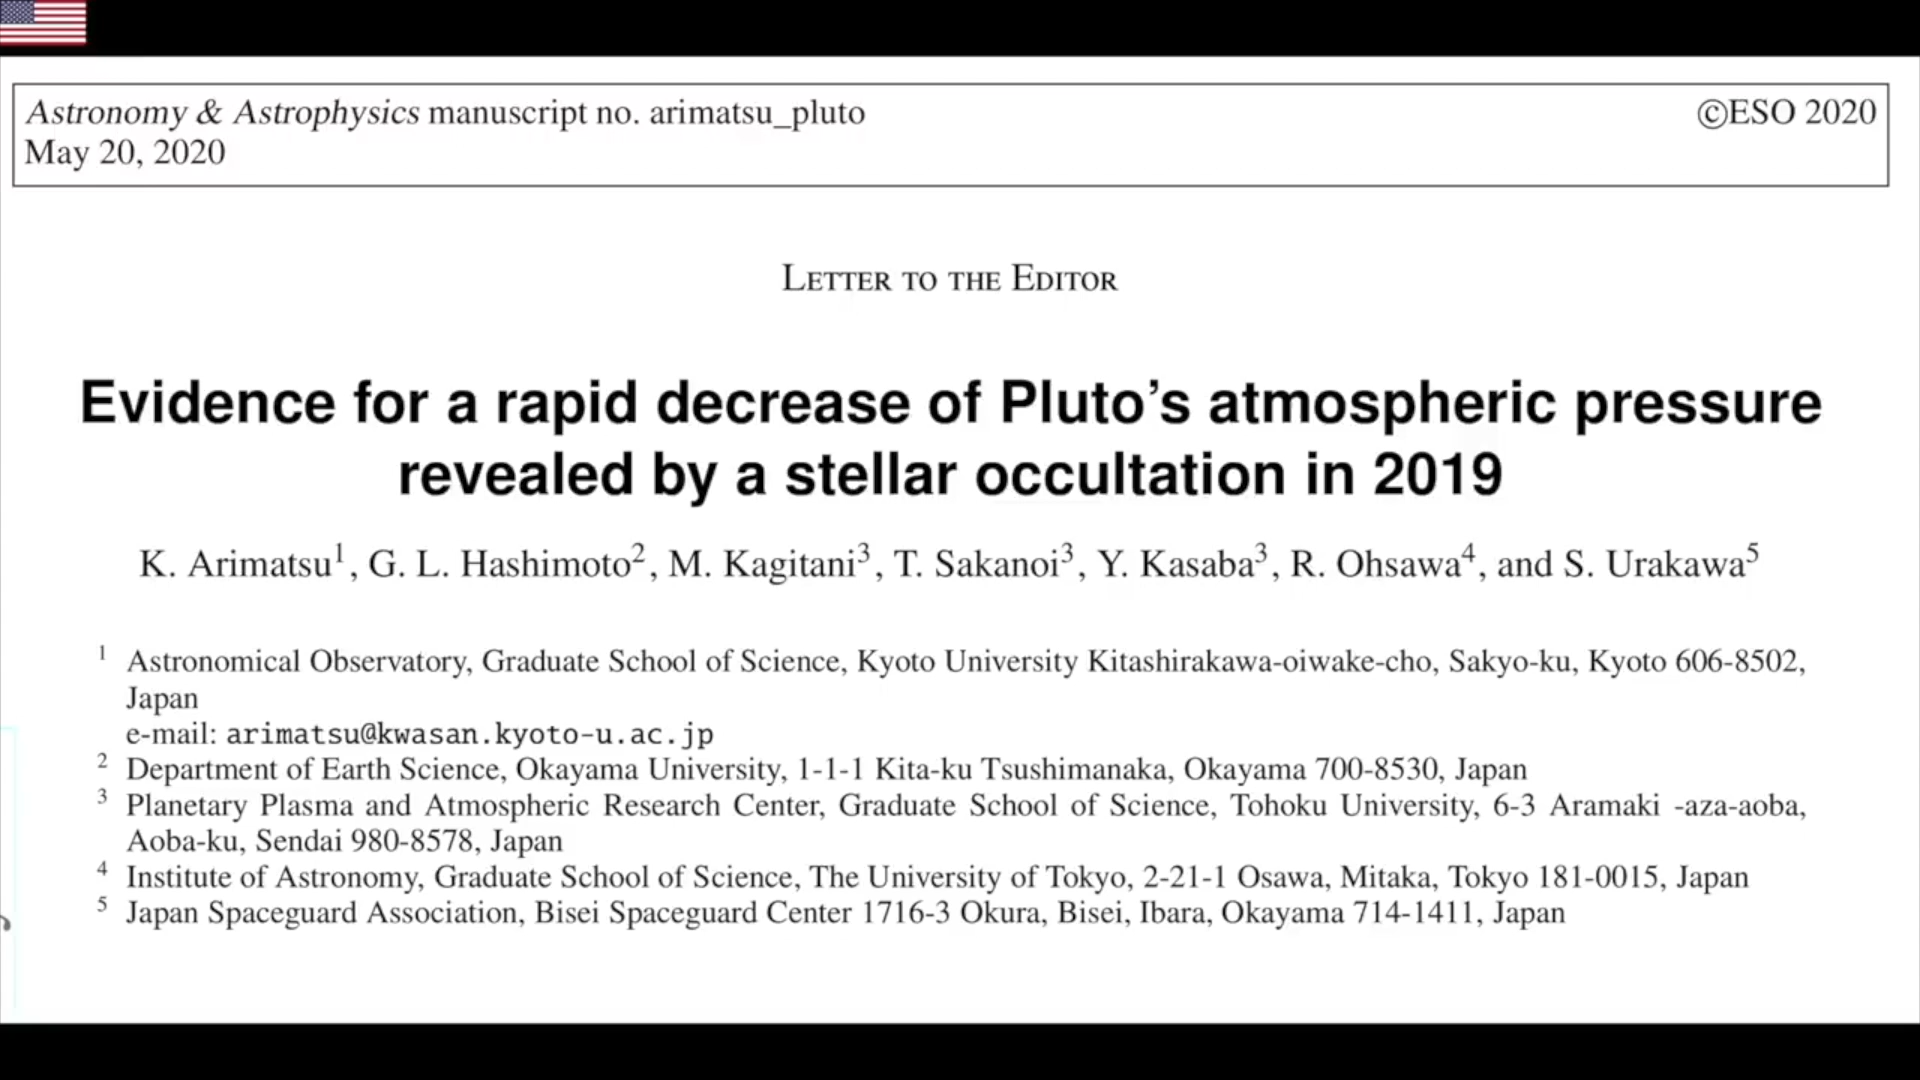 Astronomy & Astrophysics manuscript no. arimatsu_pluto ©ESO 2020
May 20, 2020
LETTER TO THE EDITOR
Evidence for a rapid decrease of Pluto’s atmospheric pressure
revealed by a stellar occultation in 2019
K. Arimatsu1, G. L. Hashimoto2, M. Kagitani3, T. Sakanoi3, Y. Kasaba3, R. Ohsawa4, and S. Urakawa5
1 Astronomical Observatory, Graduate School of Science, Kyoto University Kitashirakawa-oiwake-cho, Sakyo-ku, Kyoto 606-8502,
Japan
e-mail: arimatsu@kwasan.kyoto-u.ac.jp
2 Department of Earth Science, Okayama University, 1-1-1 Kita-ku Tsushimanaka, Okayama 700-8530, Japan
3 Planetary Plasma and Atmospheric Research Center, Graduate School of Science, Tohoku University, 6-3 Aramaki -aza-aoba,
Aoba-ku, Sendai 980-8578, Japan
4 Institute of Astronomy, Graduate School of Science, The University of Tokyo, 2-21-1 Osawa, Mitaka, Tokyo 181-0015, Japan
5 Japan Spaceguard Association, Bisei Spaceguard Center 1716-3 Okura, Bisei, Ibara, Okayama 714-1411, Japan